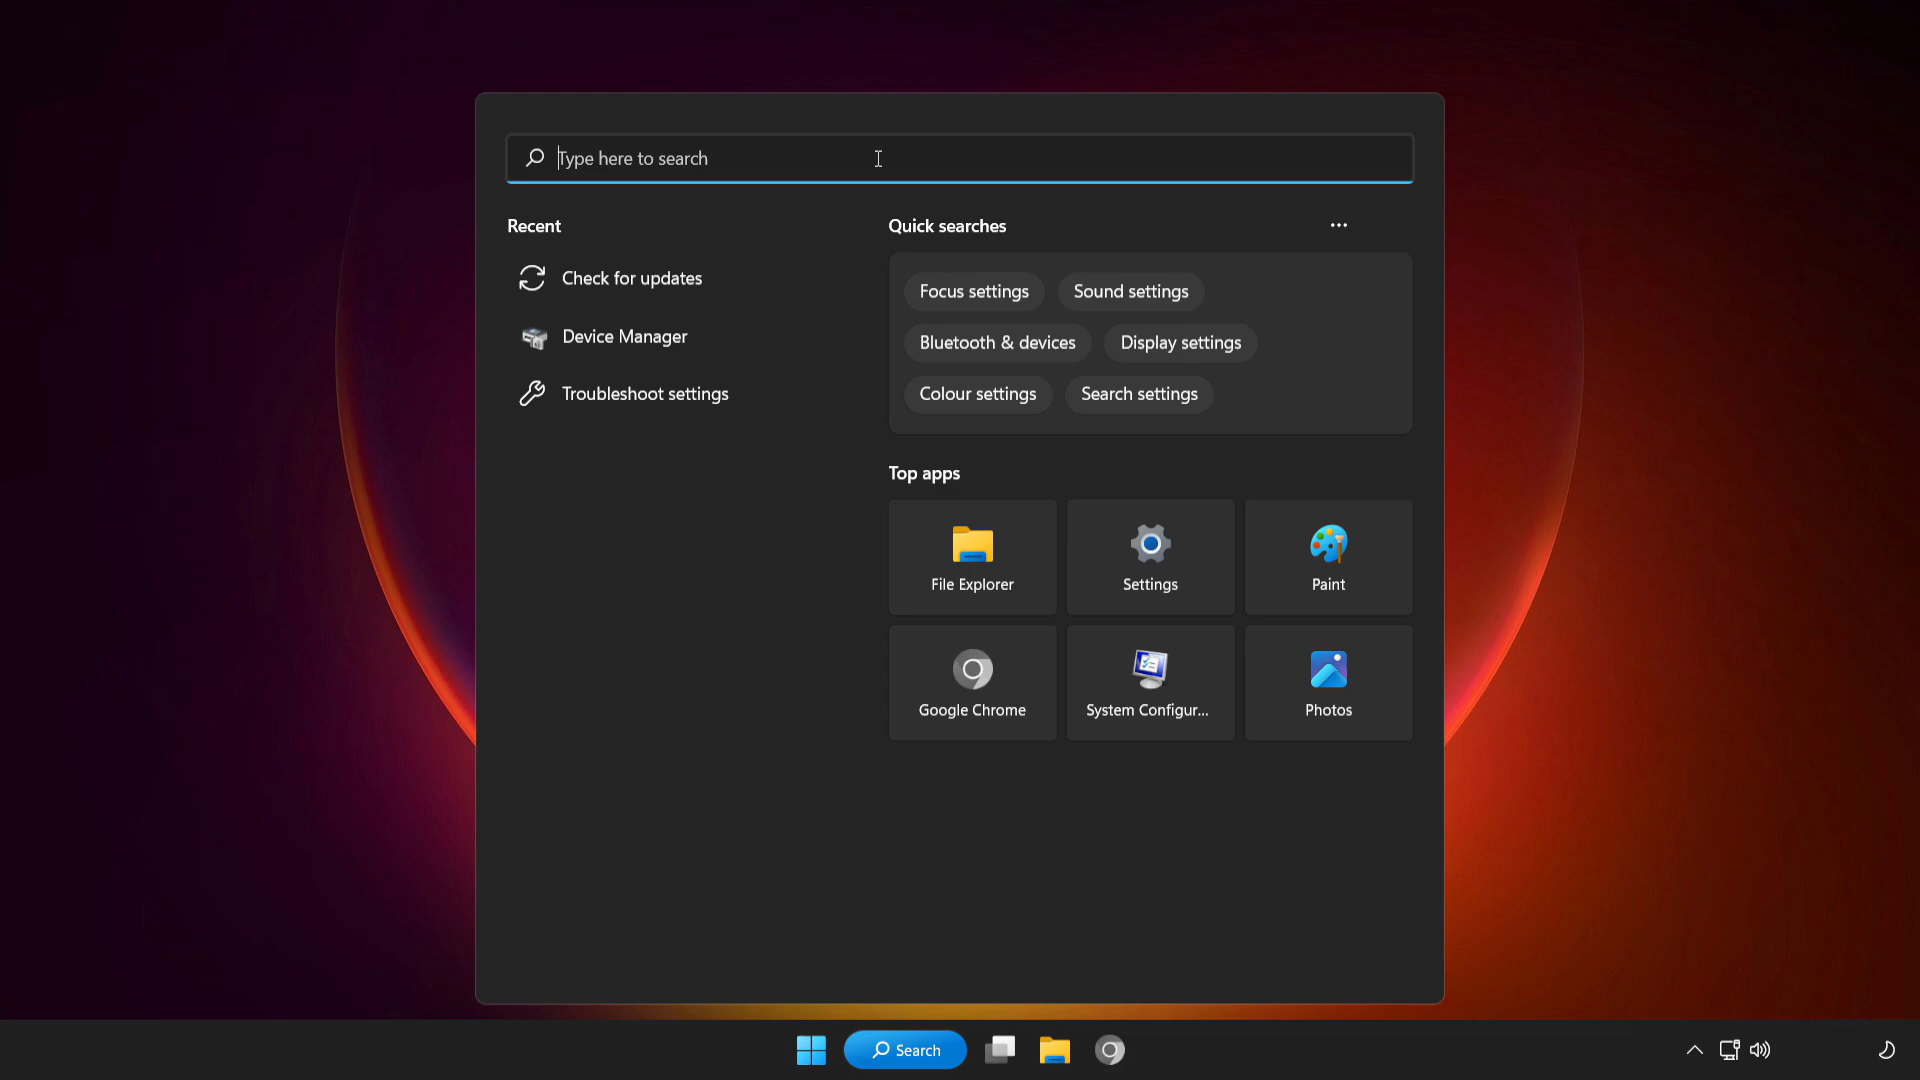 Type here to search
Recent
Quick searches
Check for updates
Device Manager
Troubleshoot settings
Focus settings
Sound settings
Bluetooth & devices
Display settings
Colour settings
Search settings
Top apps
File Explorer
Settings
Paint
Google Chrome
System Configur...
Photos
Search